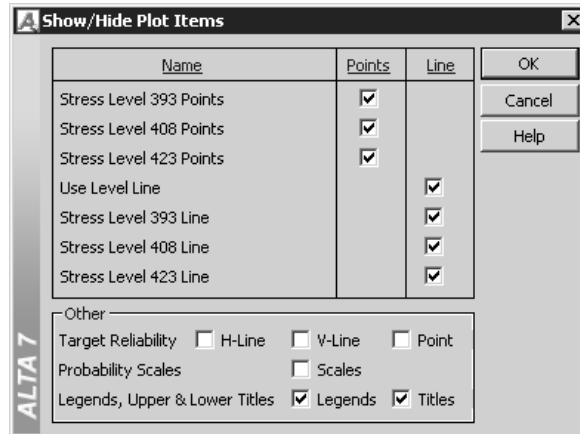 Show/Hide Plot Items
Name Points Line
Stress Level 393 Points
Stress Level 408 Points
Stress Level 423 Points
Use Level Line
Stress Level 393 Line
Stress Level 408 Line
Stress Level 423 Line
OK
Cancel
Help
Other
Target Reliability H-Line V-Line Point
Probability Scales Scales
Legends, Upper & Lower Titles Legends Titles
ALTA 7